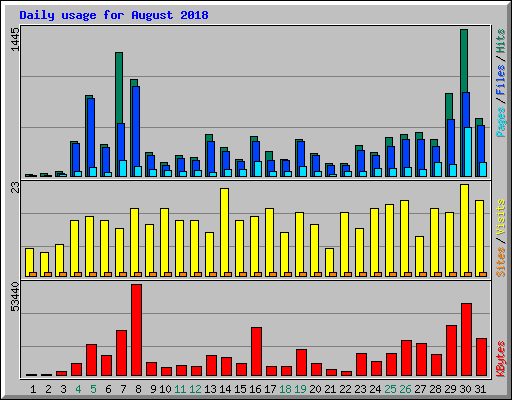 Daily usage for August 2018
1445
Pages / Files / Hits
23
Sites / Visits
53440
KBytes
1 2 3 4 5 6 7 8 9 10 11 12 13 14 15 16 17 18 19 20 21 22 23 24 25 26 27 28 29 30 31